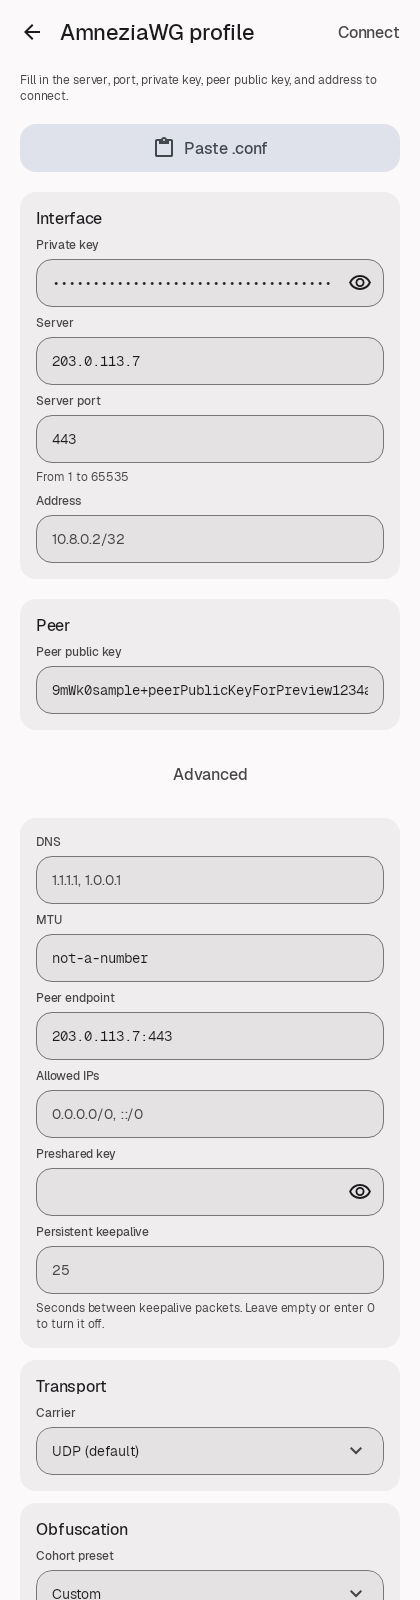 AmneziaWG profile
Connect
Fill in the server, port, private key, peer public key, and address to
connect.
Paste .conf
Interface
Private key
•••••••••••••••••••••••••••••••••••
Server
203.0.113.7
Server port
443
From 1 to 65535
Address
10.8.0.2/32
Peer
Peer public key
9mWk0sample+peerPublicKeyForPreview1234a
Advanced
DNS
1.1.1.1, 1.0.0.1
MTU
not-a-number
Peer endpoint
203.0.113.7:443
Allowed IPs
0.0.0.0/0, ::/0
Preshared key
Persistent keepalive
25
Seconds between keepalive packets. Leave empty or enter 0
to turn it off.
Transport
Carrier
UDP (default)
Obfuscation
Cohort preset
Custom